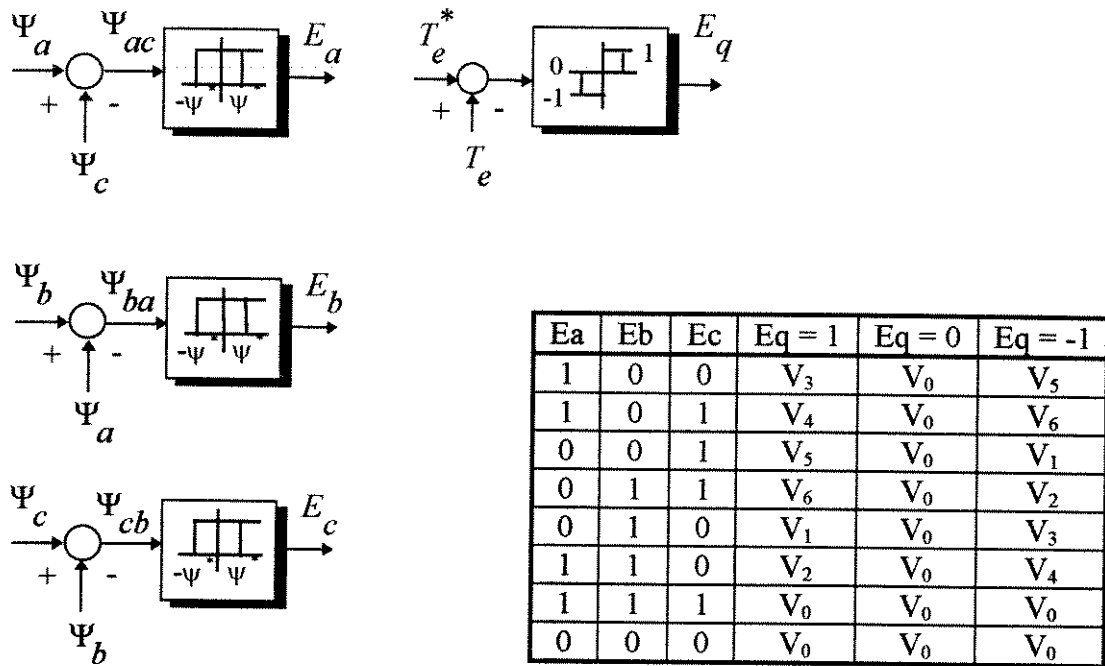 Ψa Ψac Ea
+ - -ψ* ψ*
Ψc
Te* Eq
0 1
-1
+ -
Te
Ψb Ψba Eb
+ - -ψ* ψ*
Ψa
Ψc Ψcb Ec
+ - -ψ* ψ*
Ψb
Ea Eb Ec Eq = 1 Eq = 0 Eq = -1
1 0 0 V₃ V₀ V₅
1 0 1 V₄ V₀ V₆
0 0 1 V₅ V₀ V₁
0 1 1 V₆ V₀ V₂
0 1 0 V₁ V₀ V₃
1 1 0 V₂ V₀ V₄
1 1 1 V₀ V₀ V₀
0 0 0 V₀ V₀ V₀